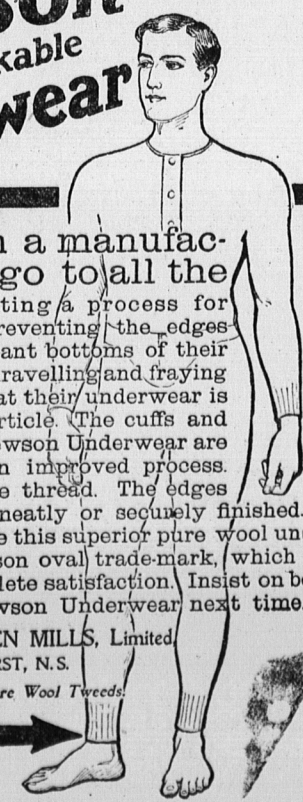 son
kable
wear
n a manufac-
go to all the
ting a process for
reventing the edges
ant bottoms of their
ravelling and fraying
at their underwear is
rticle. The cuffs and
wson Underwear are
n improved process.
e thread. The edges
neatly or securely finished.
e this superior pure wool un
son oval trade-mark, which
lete satisfaction. Insist on b
wson Underwear next time.
EN MILLS, Limited,
RST, N.S.
re Wool Tweeds.